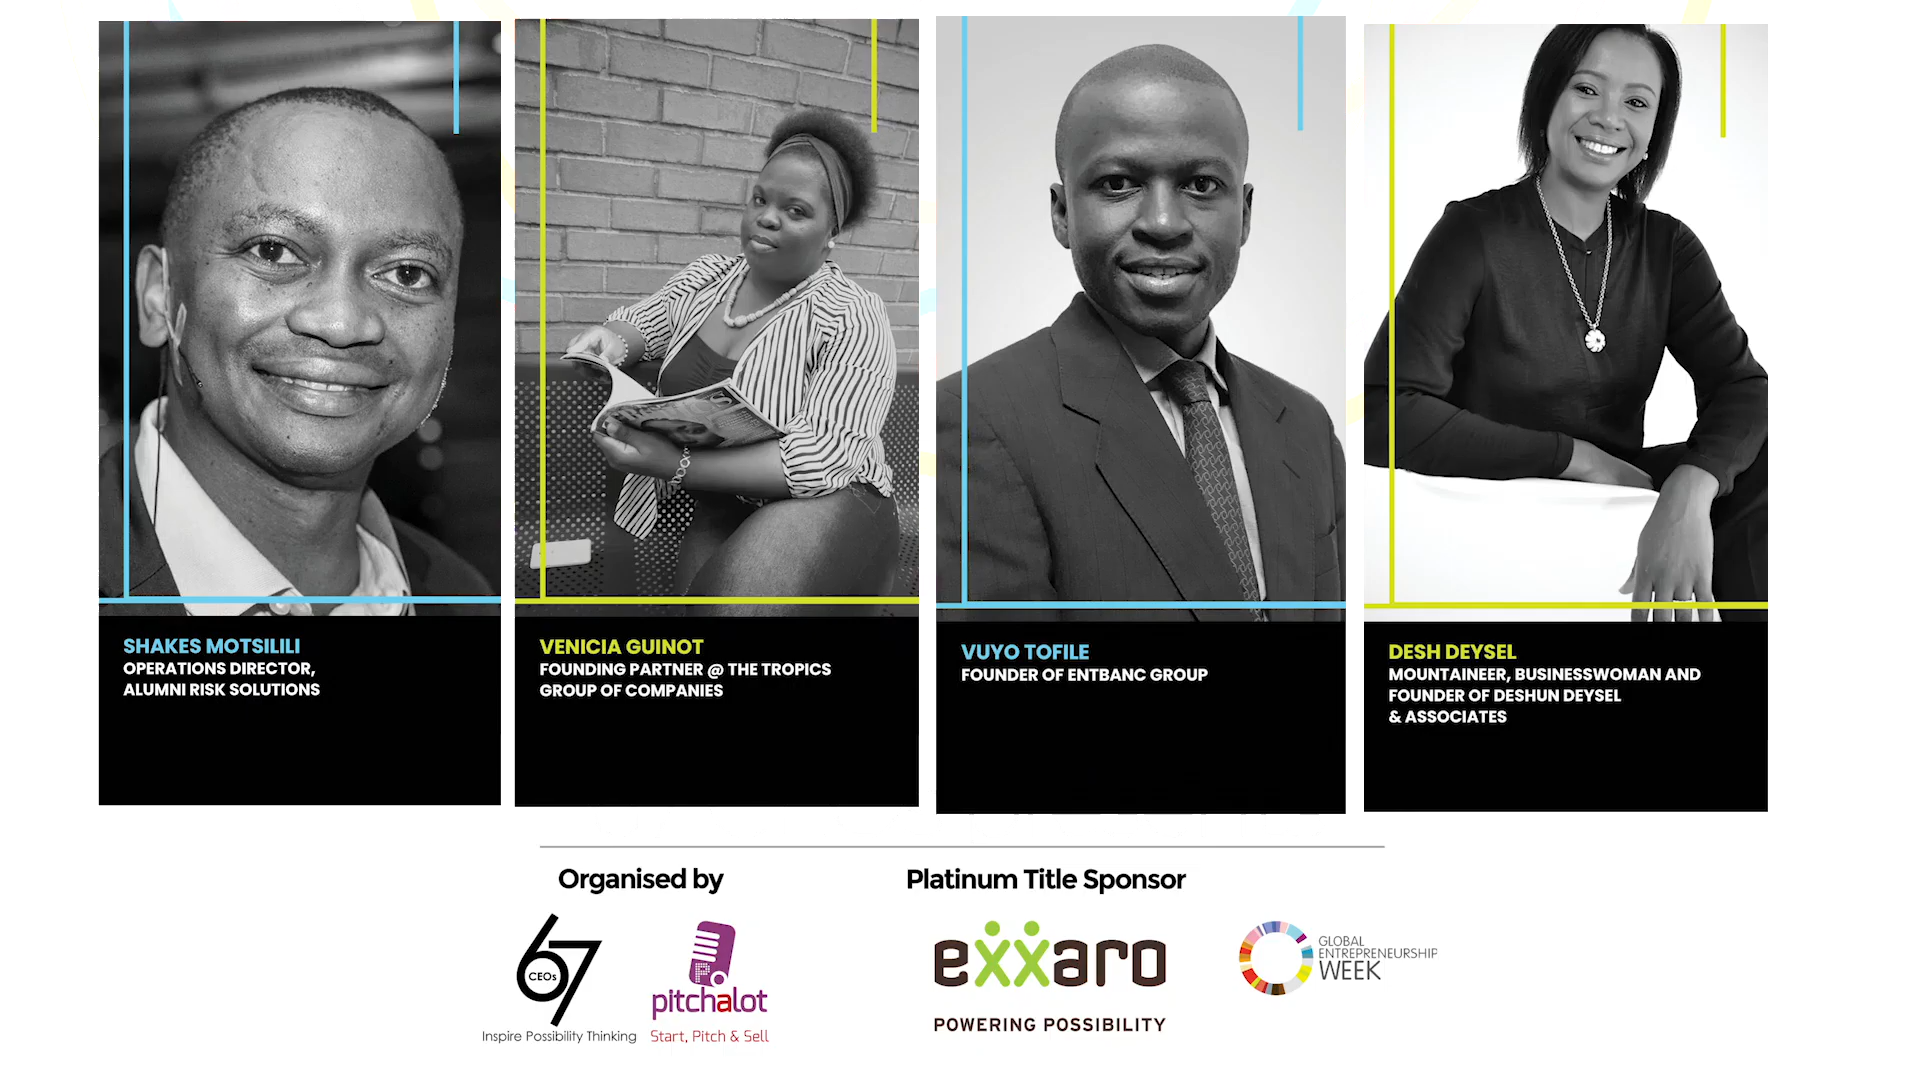 SHAKES MOTSILILI
OPERATIONS DIRECTOR,
ALUMNI RISK SOLUTIONS
VENICIA GUINOT
FOUNDING PARTNER @ THE TROPICS
GROUP OF COMPANIES
VUYO TOFILE
FOUNDER OF ENTBANC GROUP
DESH DEYSEL
MOUNTAINEER, BUSINESSWOMAN AND
FOUNDER OF DESHUN DEYSEL
& ASSOCIATES
Organised by
67
CEOs
Inspire Possibility Thinking
pitchalot
Start, Pitch & Sell
Platinum Title Sponsor
exxaro
POWERING POSSIBILITY
GLOBAL
ENTREPRENEURSHIP
WEEK